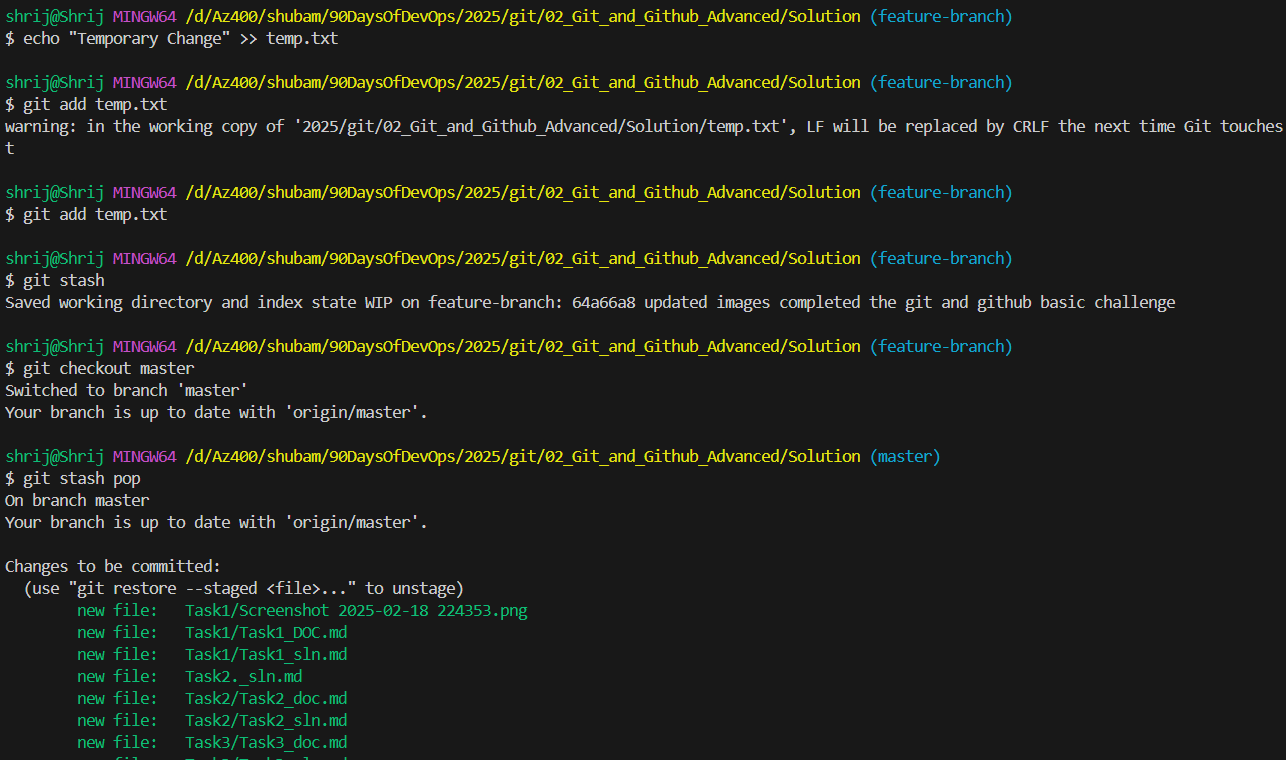 shrij@Shrij MINGW64 /d/Az400/shubam/90DaysOfDevOps/2025/git/02_Git_and_Github_Advanced/Solution (feature-branch)
$ echo "Temporary Change" >> temp.txt
shrij@Shrij MINGW64 /d/Az400/shubam/90DaysOfDevOps/2025/git/02_Git_and_Github_Advanced/Solution (feature-branch)
$ git add temp.txt
warning: in the working copy of '2025/git/02_Git_and_Github_Advanced/Solution/temp.txt', LF will be replaced by CRLF the next time Git touches
t
shrij@Shrij MINGW64 /d/Az400/shubam/90DaysOfDevOps/2025/git/02_Git_and_Github_Advanced/Solution (feature-branch)
$ git add temp.txt
shrij@Shrij MINGW64 /d/Az400/shubam/90DaysOfDevOps/2025/git/02_Git_and_Github_Advanced/Solution (feature-branch)
$ git stash
Saved working directory and index state WIP on feature-branch: 64a66a8 updated images completed the git and github basic challenge
shrij@Shrij MINGW64 /d/Az400/shubam/90DaysOfDevOps/2025/git/02_Git_and_Github_Advanced/Solution (feature-branch)
$ git checkout master
Switched to branch 'master'
Your branch is up to date with 'origin/master'.
shrij@Shrij MINGW64 /d/Az400/shubam/90DaysOfDevOps/2025/git/02_Git_and_Github_Advanced/Solution (master)
$ git stash pop
On branch master
Your branch is up to date with 'origin/master'.
Changes to be committed:
(use "git restore --staged <file>..." to unstage)
new file: Task1/Screenshot 2025-02-18 224353.png
new file: Task1/Task1_DOC.md
new file: Task1/Task1_sln.md
new file: Task2._sln.md
new file: Task2/Task2_doc.md
new file: Task2/Task2_sln.md
new file: Task3/Task3_doc.md